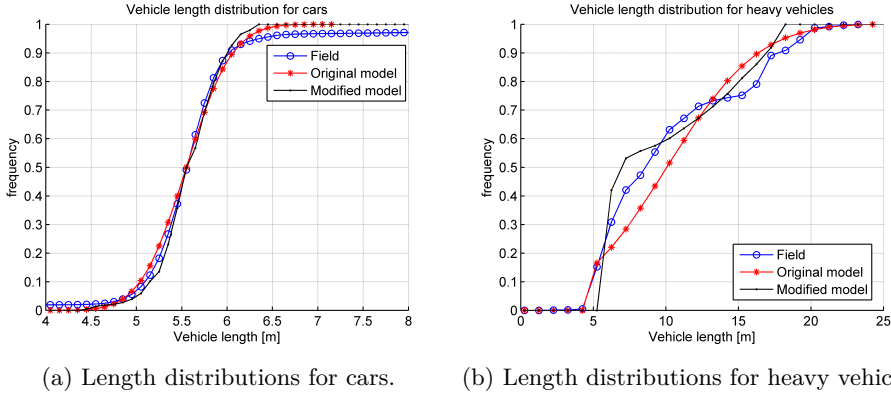 Vehicle length distribution for cars
1
0.9
0.8
0.7
0.6
0.5
0.4
0.3
0.2
0.1
0
frequency
Field
Original model
Modified model
4
4.5
5
5.5
6
6.5
7
7.5
8
Vehicle length [m]
(a) Length distributions for cars.
Vehicle length distribution for heavy vehicles
1
0.9
0.8
0.7
0.6
0.5
0.4
0.3
0.2
0.1
0
frequency
Field
Original model
Modified model
0
5
10
15
20
25
Vehicle length [m]
(b) Length distributions for heavy vehic